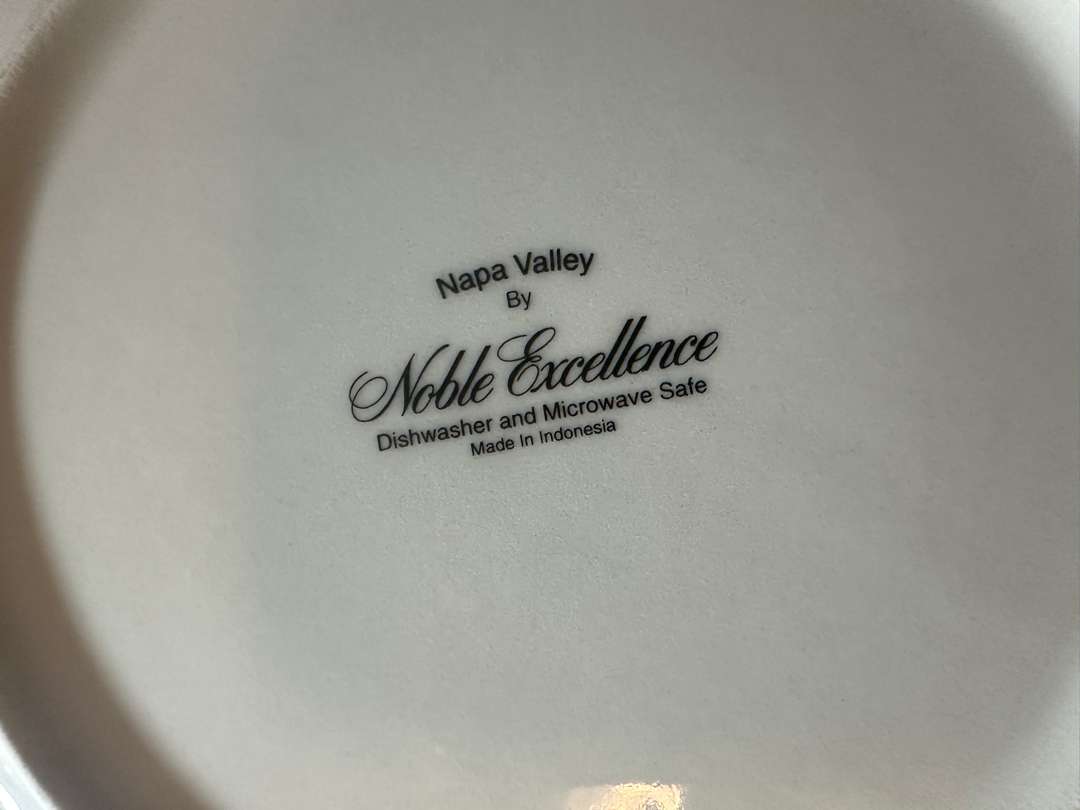 Napa Valley
By
Noble Excellence
Dishwasher and Microwave Safe
Made In Indonesia